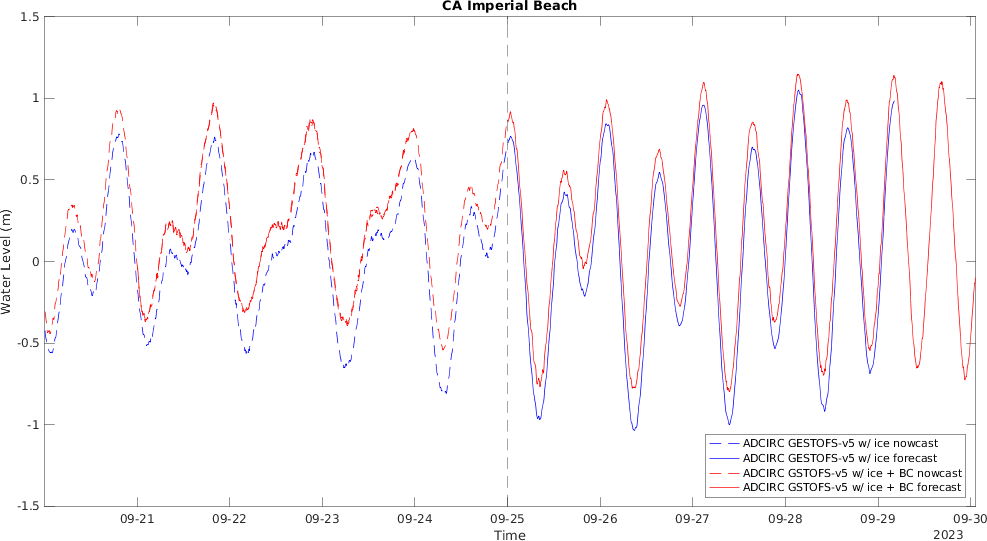 CA Imperial Beach
1.5
1
0.5
0
-0.5
-1
-1.5
Water Level (m)
09-21 09-22 09-23 09-24 09-25 09-26 09-27 09-28 09-29 09-30
Time
2023
ADCIRC GESTOFS-v5 w/ ice nowcast
ADCIRC GESTOFS-v5 w/ ice forecast
ADCIRC GSTOFS-v5 w/ ice + BC nowcast
ADCIRC GSTOFS-v5 w/ ice + BC forecast